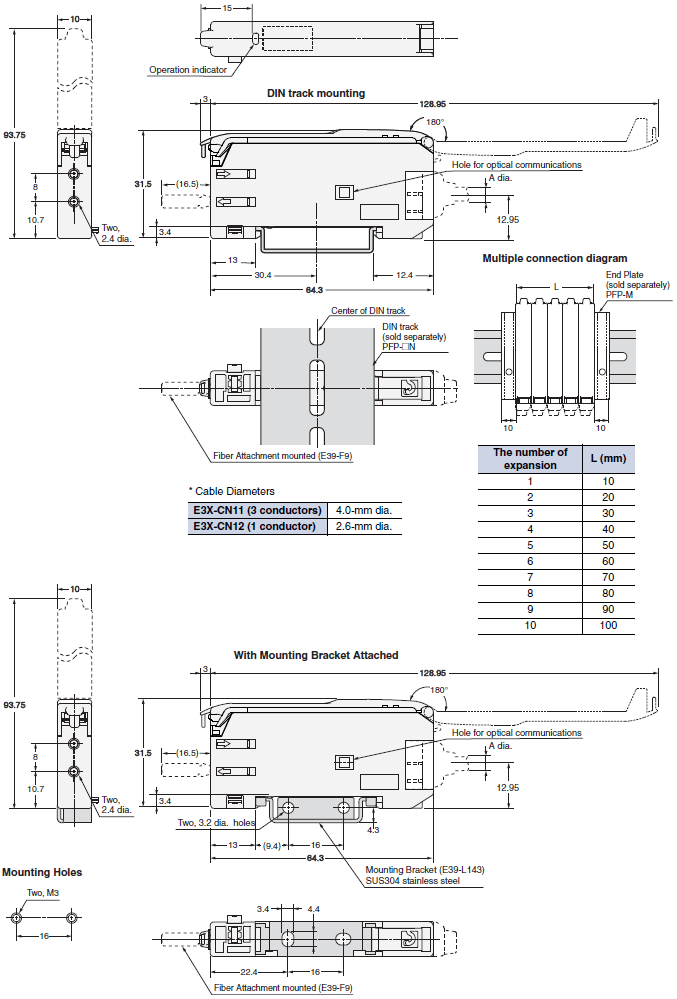 10
15
Operation indicator
DIN track mounting
3
128.95
180°
93.75
Hole for optical communications
A dia.
31.5
(16.5)
8
10.7
12.95
Two,
2.4 dia.
3.4
13
30.4
12.4
64.3
Multiple connection diagram
End Plate
(sold separately)
PFP-M
L
Center of DIN track
DIN track
(sold separately)
PFP-□N
10
10
Fiber Attachment mounted (E39-F9)
The number of expansion L (mm)
1 10
2 20
3 30
4 40
5 50
6 60
7 70
8 80
9 90
10 100
* Cable Diameters
E3X-CN11 (3 conductors) 4.0-mm dia.
E3X-CN12 (1 conductor) 2.6-mm dia.
10
With Mounting Bracket Attached
3
128.95
180°
93.75
Hole for optical communications
A dia.
31.5
(16.5)
8
10.7
12.95
Two,
2.4 dia.
3.4
Two, 3.2 dia. holes
4.3
13
(9.4)
16
64.3
Mounting Bracket (E39-L143)
SUS304 stainless steel
Mounting Holes
Two, M3
16
3.4
4.4
22.4
16
Fiber Attachment mounted (E39-F9)